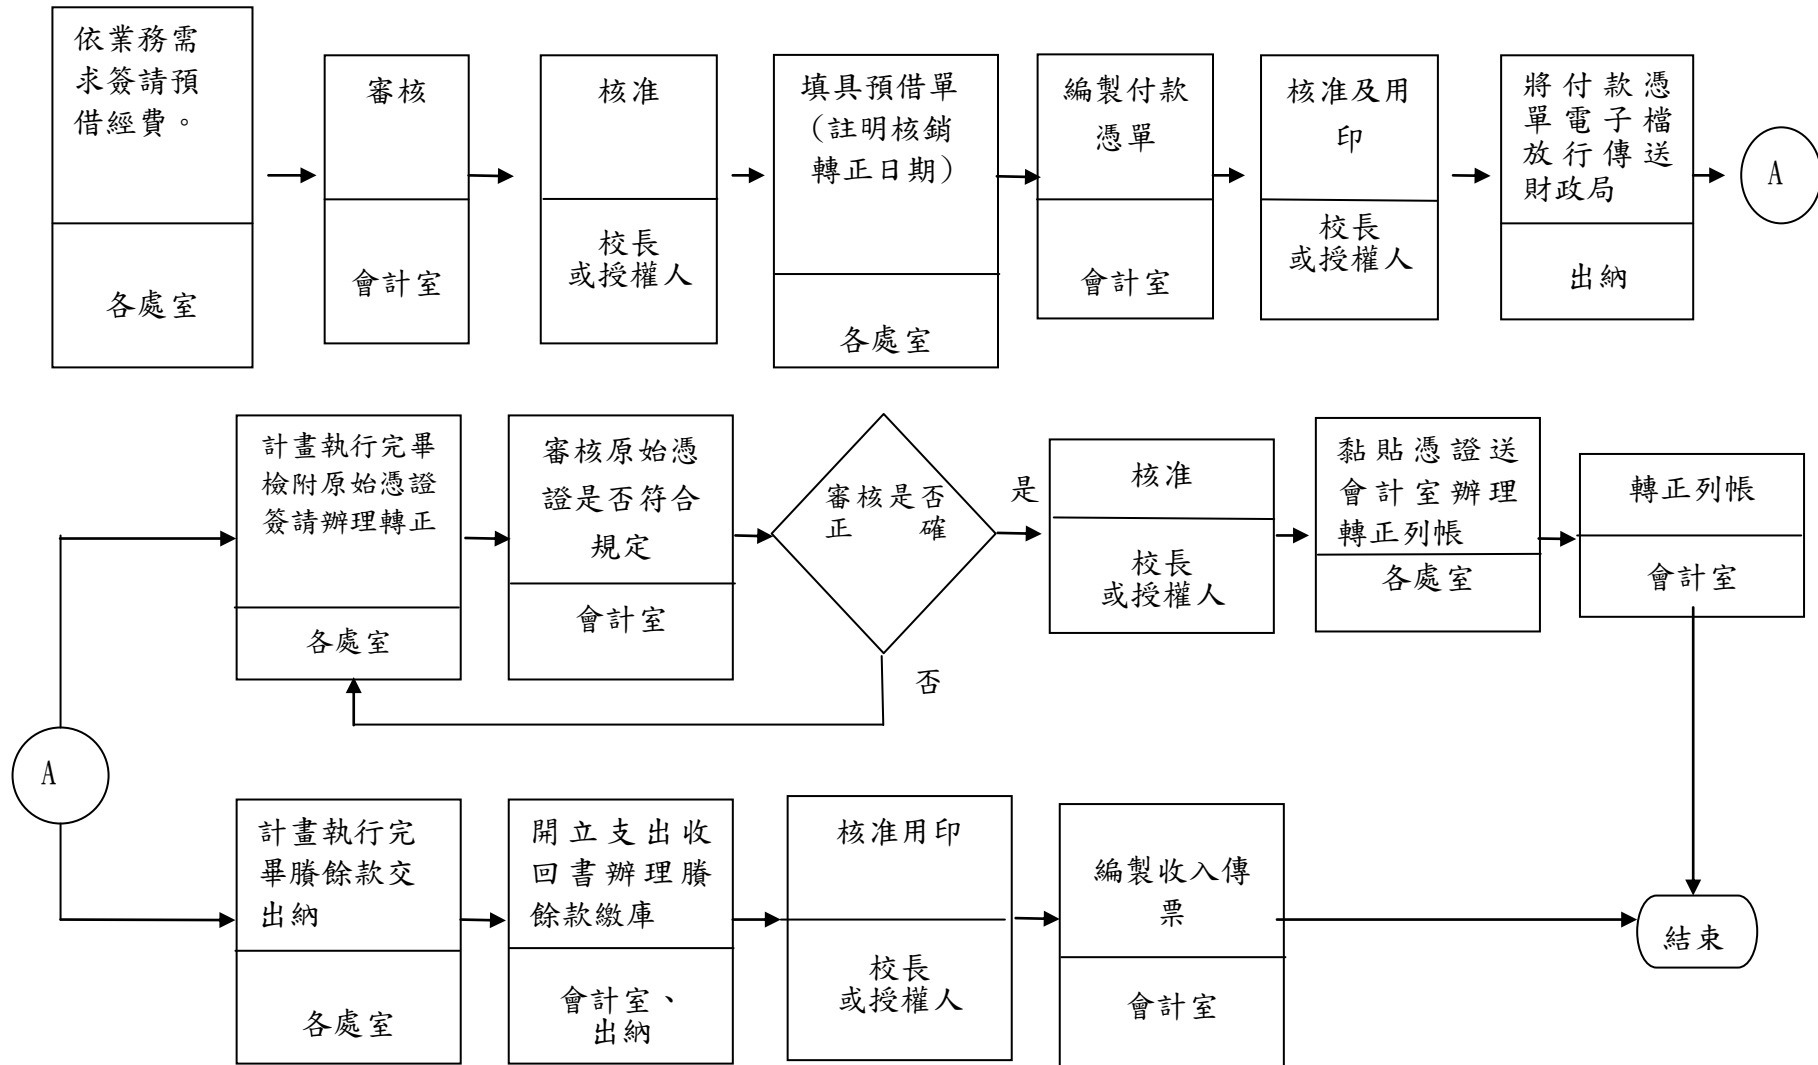 依業務需
求簽請預
借經費。
各處室
審核
會計室
核准
校長
或授權人
填具預借單
(註明核銷
轉正日期)
各處室
編製付款
憑單
會計室
核准及用
印
校長
或授權人
將付款憑
單電子檔
放行傳送
財政局
出納
A
計畫執行完畢
檢附原始憑證
簽請辦理轉正
各處室
審核原始憑
證是否符合
規定
會計室
審核是否
正 確
是
否
核准
校長
或授權人
黏貼憑證送
會計室辦理
轉正列帳
各處室
轉正列帳
會計室
A
計畫執行完
畢賸餘款交
出納
各處室
開立支出收
回書辦理賸
餘款繳庫
會計室、
出納
核准用印
校長
或授權人
編製收入傳
票
會計室
結束